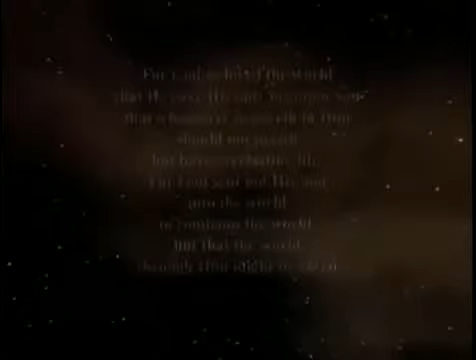 For God so loved the world
that He gave His only begotten Son
that whosoever believeth in Him
should not perish
but have everlasting life
For God sent not His Son
into the world
to condemn the world
but that the world
through Him might be saved